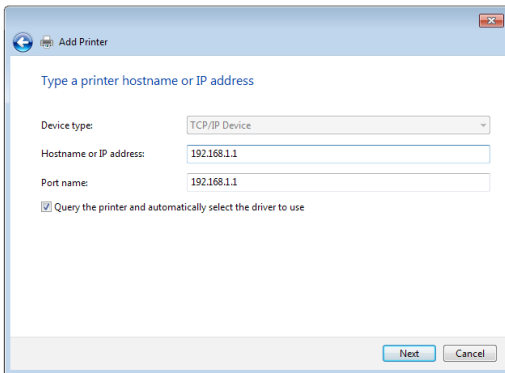 Add Printer
Type a printer hostname or IP address
Device type: TCP/IP Device
Hostname or IP address: 192.168.1.1
Port name: 192.168.1.1
Query the printer and automatically select the driver to use
Next Cancel